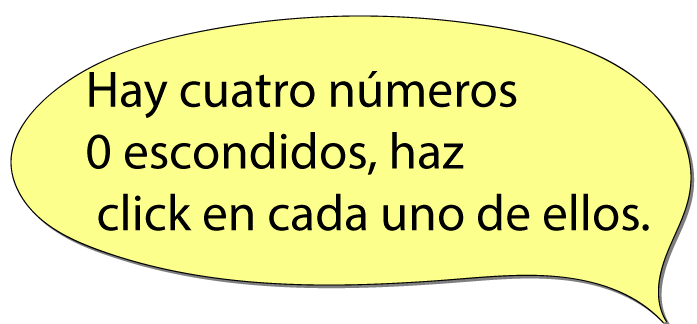 Hay cuatro números
0 escondidos, haz
click en cada uno de ellos.